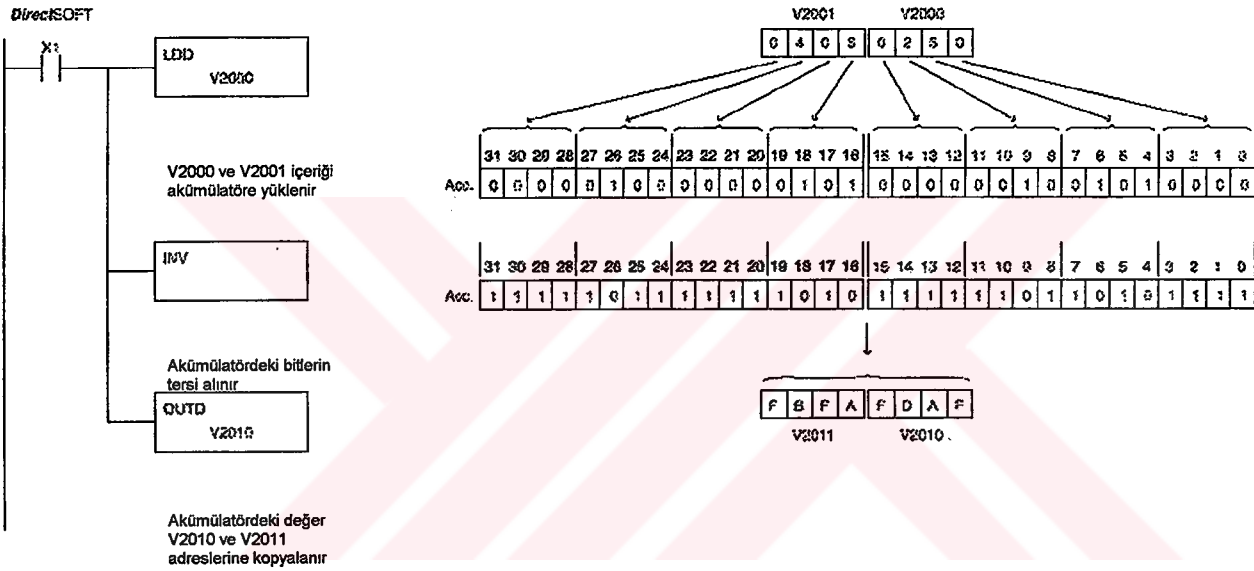 DirectSOFT
X1
LDD
V2000
V2000 ve V2001 içeriği
akümülatöre yüklenir
INV
Akümülatördeki bitlerin
tersi alınır
OUTD
V2010
Akümülatördeki değer
V2010 ve V2011
adreslerine kopyalanır
V2001 V2000
0 4 0 5 0 2 5 0
31 30 29 28 27 26 25 24 23 22 21 20 19 18 17 16 15 14 13 12 11 10 9 8 7 6 5 4 3 2 1 0
Acc. 0 0 0 0 0 1 0 0 0 0 0 0 0 1 0 1 0 0 0 0 0 0 1 0 0 1 0 1 0 0 0 0
31 30 29 28 27 26 25 24 23 22 21 20 19 18 17 16 15 14 13 12 11 10 9 8 7 6 5 4 3 2 1 0
Acc. 1 1 1 1 1 0 1 1 1 1 1 1 1 0 1 0 1 1 1 1 1 1 0 1 1 0 1 0 1 1 1 1
F B F A F D A F
V2011 V2010